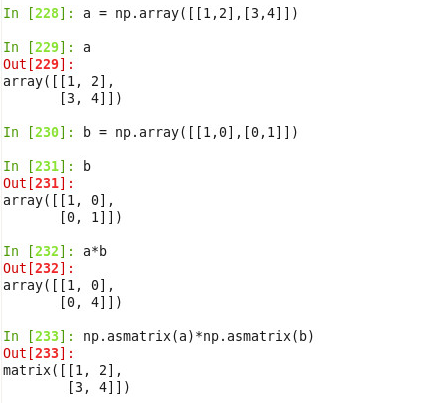 In [228]: a = np.array([[1,2],[3,4]])
In [229]: a
Out[229]:
array([[1, 2],
       [3, 4]])
In [230]: b = np.array([[1,0],[0,1]])
In [231]: b
Out[231]:
array([[1, 0],
       [0, 1]])
In [232]: a*b
Out[232]:
array([[1, 0],
       [0, 4]])
In [233]: np.asmatrix(a)*np.asmatrix(b)
Out[233]:
matrix([[1, 2],
        [3, 4]])